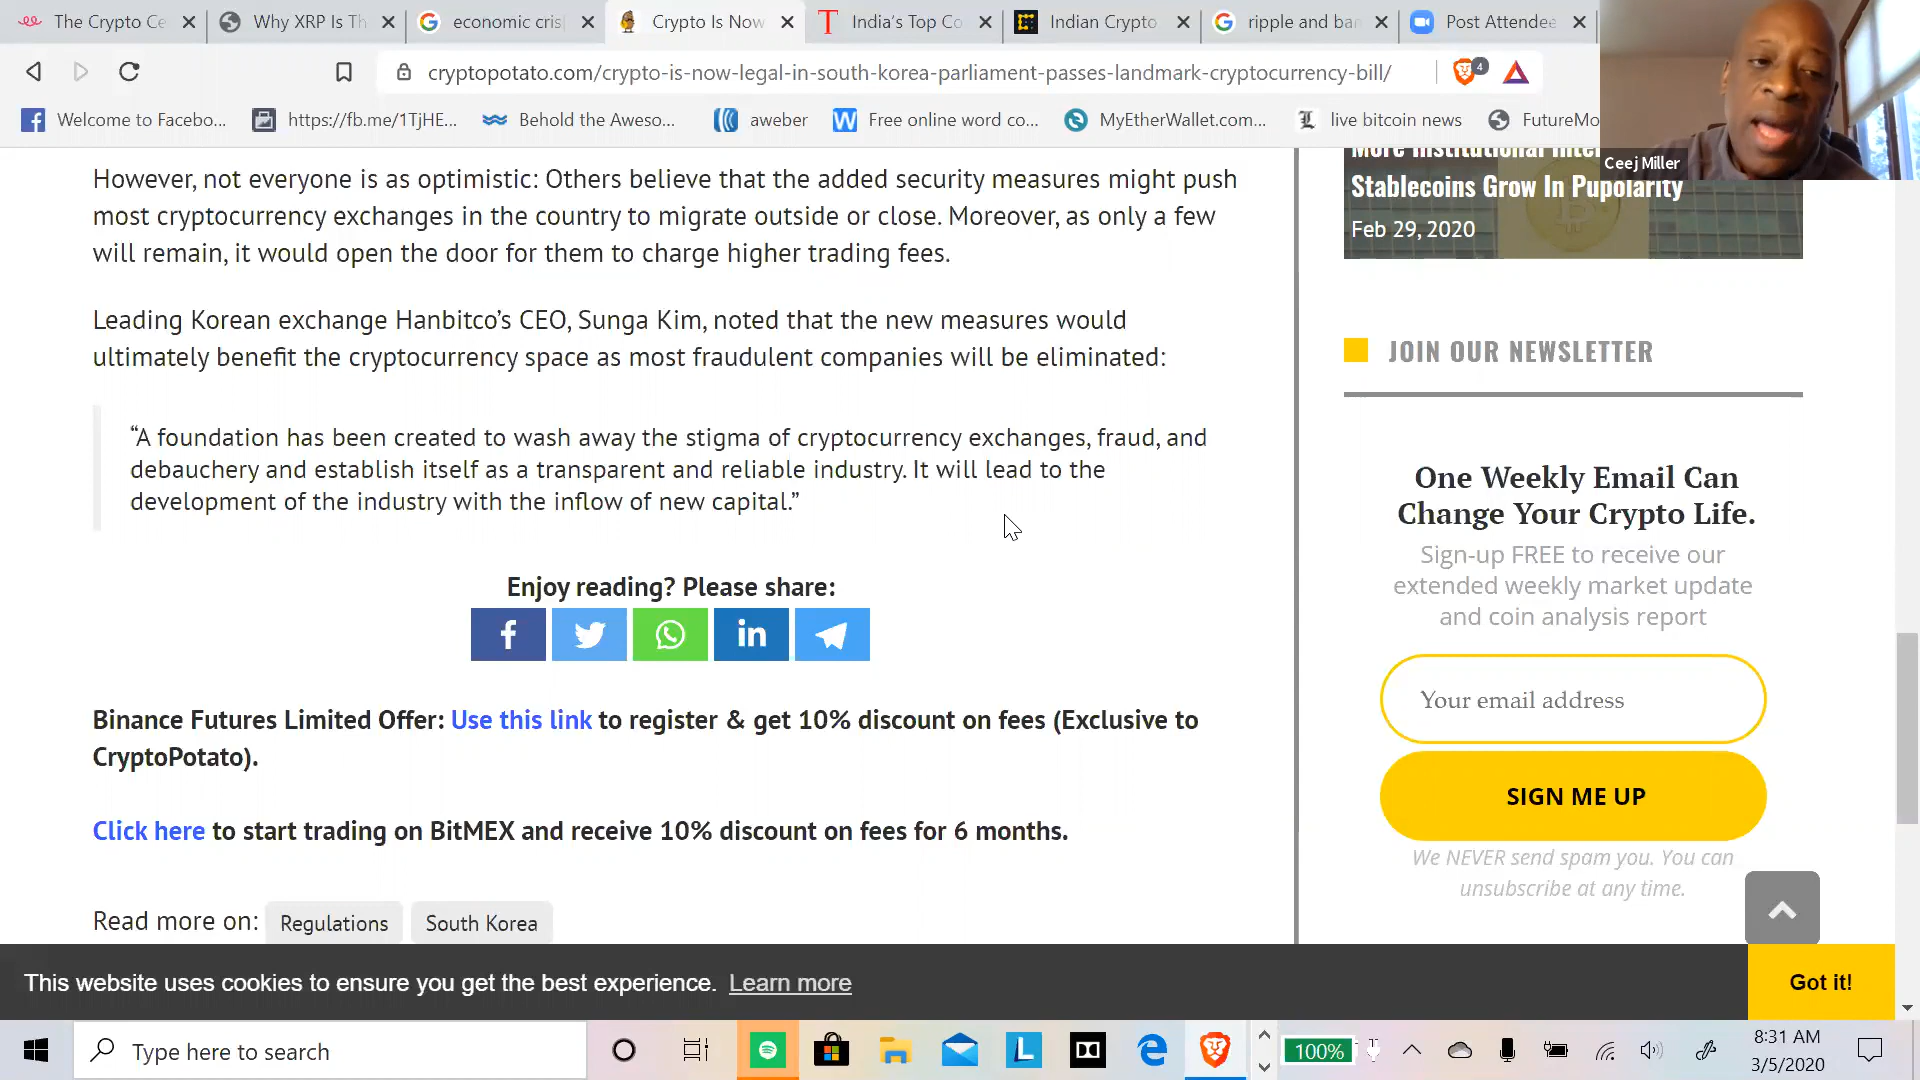 The Crypto Ce
Why XRP Is Th
economic cris
Crypto Is Now
India's Top Co
Indian Crypto
ripple and ban
Post Attendee
cryptopotato.com/crypto-is-now-legal-in-south-korea-parliament-passes-landmark-cryptocurrency-bill/
4
Welcome to Facebo...
https://fb.me/1TjHE...
Behold the Aweso...
aweber
Free online word co...
MyEtherWallet.com...
live bitcoin news
FutureMo
Ceej Miller
However, not everyone is as optimistic: Others believe that the added security measures might push
most cryptocurrency exchanges in the country to migrate outside or close. Moreover, as only a few
will remain, it would open the door for them to charge higher trading fees.
Leading Korean exchange Hanbitco's CEO, Sunga Kim, noted that the new measures would
ultimately benefit the cryptocurrency space as most fraudulent companies will be eliminated:
“A foundation has been created to wash away the stigma of cryptocurrency exchanges, fraud, and
debauchery and establish itself as a transparent and reliable industry. It will lead to the
development of the industry with the inflow of new capital.”
Enjoy reading? Please share:
Binance Futures Limited Offer: Use this link to register & get 10% discount on fees (Exclusive to
CryptoPotato).
Click here to start trading on BitMEX and receive 10% discount on fees for 6 months.
Read more on: Regulations South Korea
More Institutional
Stablecoins Grow In Pupolarity
Feb 29, 2020
JOIN OUR NEWSLETTER
One Weekly Email Can
Change Your Crypto Life.
Sign-up FREE to receive our
extended weekly market update
and coin analysis report
Your email address
SIGN ME UP
We NEVER send spam you. You can
unsubscribe at any time.
This website uses cookies to ensure you get the best experience. Learn more
Got it!
Type here to search
100%
8:31 AM
3/5/2020